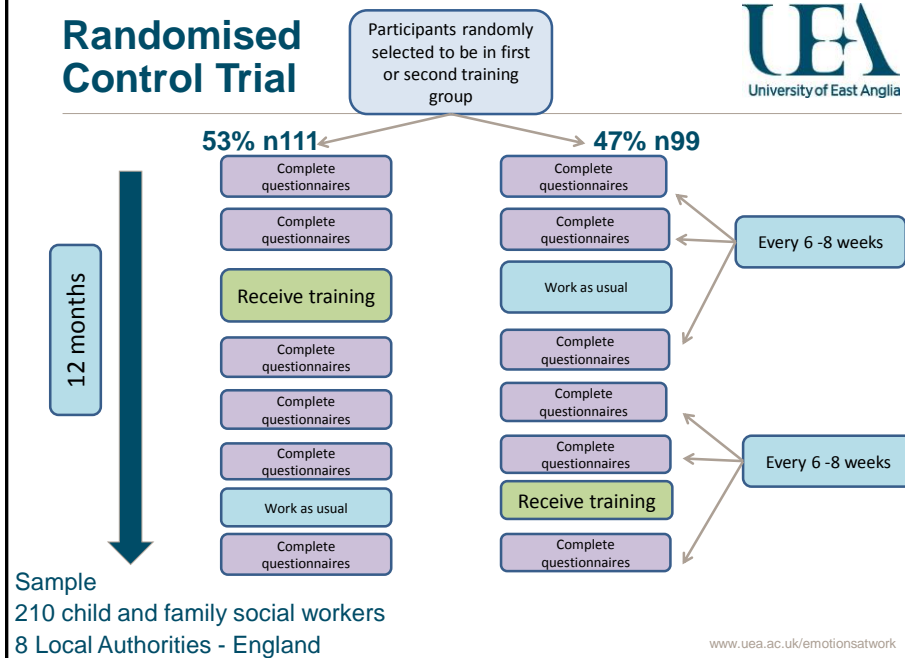 Randomised
Control Trial
Participants randomly
selected to be in first
or second training
group
UEA
University of East Anglia
53% n111
47% n99
Complete
questionnaires
Complete
questionnaires
Complete
questionnaires
Complete
questionnaires
Every 6 -8 weeks
12 months
Receive training
Work as usual
Complete
questionnaires
Complete
questionnaires
Complete
questionnaires
Complete
questionnaires
Complete
questionnaires
Complete
questionnaires
Every 6 -8 weeks
Work as usual
Receive training
Complete
questionnaires
Complete
questionnaires
Sample
210 child and family social workers
8 Local Authorities - England
www.uea.ac.uk/emotionsatwork